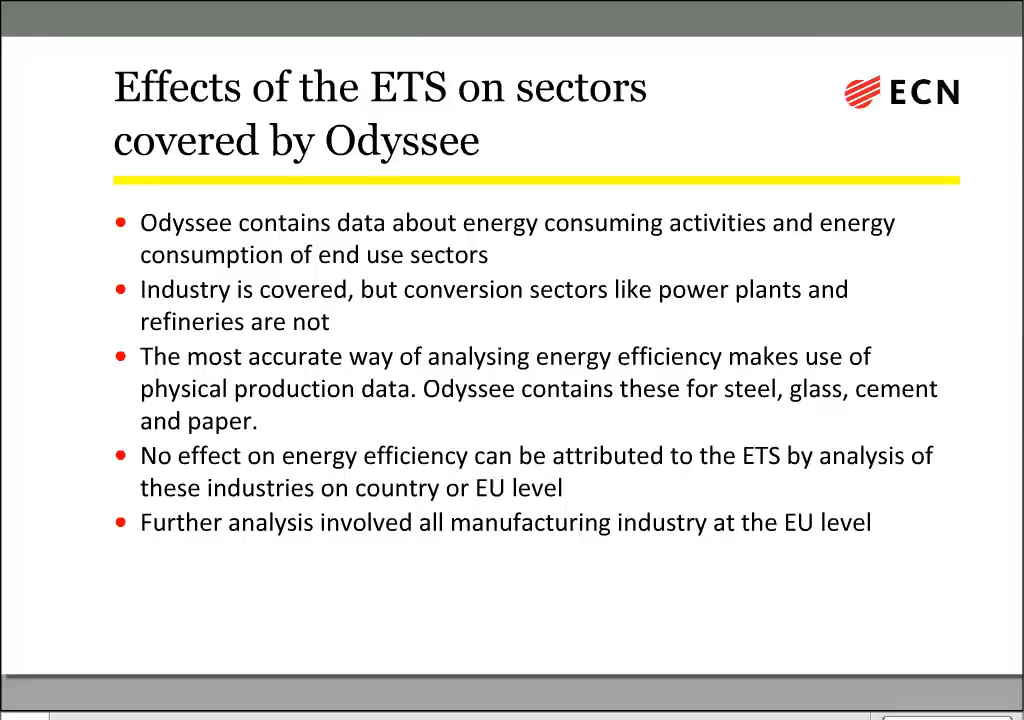 Effects of the ETS on sectors
covered by Odyssee
ECN
• Odyssee contains data about energy consuming activities and energy
consumption of end use sectors
• Industry is covered, but conversion sectors like power plants and
refineries are not
• The most accurate way of analysing energy efficiency makes use of
physical production data. Odyssee contains these for steel, glass, cement
and paper.
• No effect on energy efficiency can be attributed to the ETS by analysis of
these industries on country or EU level
• Further analysis involved all manufacturing industry at the EU level